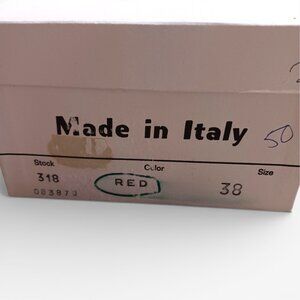 Made in Italy
50
Stock Color Size
318 RED 38
083873